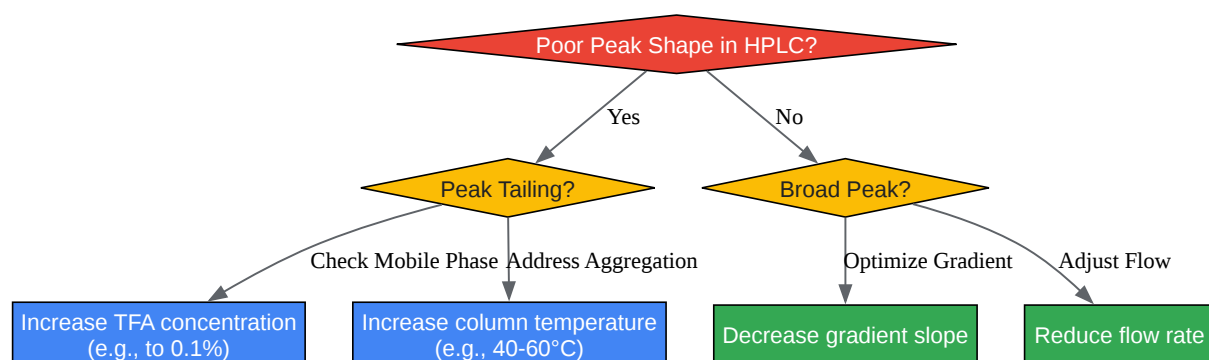 Poor Peak Shape in HPLC?
Yes
No
Peak Tailing?
Broad Peak?
Check Mobile Phase
Address Aggregation
Optimize Gradient
Adjust Flow
Increase TFA concentration
(e.g., to 0.1%)
Increase column temperature
(e.g., 40-60°C)
Decrease gradient slope
Reduce flow rate